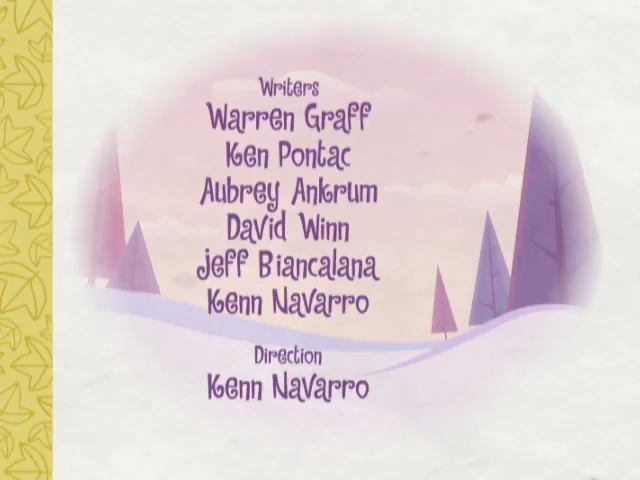 Writers
Warren Graff
Ken Pontac
Aubrey Ankrum
David Winn
Jeff Biancalana
Kenn Navarro
Direction
Kenn Navarro